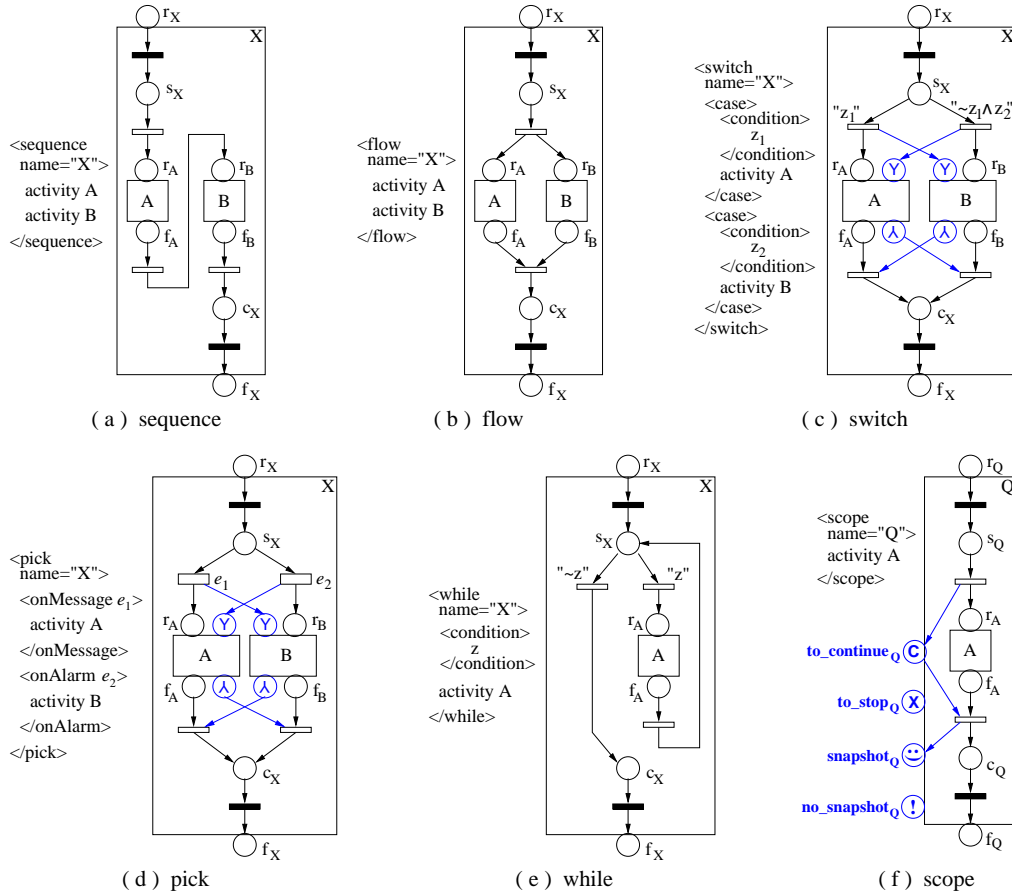 r_X
X
s_X
<sequence
name="X">
activity A
activity B
</sequence>
r_A
r_B
A
B
f_A
f_B
c_X
f_X
( a ) sequence
r_X
X
s_X
<flow
name="X">
activity A
activity B
</flow>
r_A
r_B
A
B
f_A
f_B
c_X
f_X
( b ) flow
r_X
X
<switch
name="X">
<case>
<condition>
z_1
</condition>
activity A
</case>
<case>
<condition>
z_2
</condition>
activity B
</case>
</switch>
s_X
"z_1"
"~z_1∧z_2"
r_A
Y
Y
r_B
A
B
f_A
Y
Y
f_B
c_X
f_X
( c ) switch
r_X
X
s_X
<pick
name="X">
<onMessage e_1>
activity A
</onMessage>
<onAlarm e_2>
activity B
</onAlarm>
</pick>
e_1
e_2
r_A
Y
Y
r_B
A
B
f_A
Y
Y
f_B
c_X
f_X
( d ) pick
r_X
X
s_X
"~z"
"z"
<while
name="X">
<condition>
z
</condition>
activity A
</while>
r_A
A
f_A
c_X
f_X
( e ) while
r_Q
Q
<scope
name="Q">
activity A
</scope>
s_Q
r_A
A
to_continue_Q C
f_A
to_stop_Q X
snapshot_Q
c_Q
no_snapshot_Q !
f_Q
( f ) scope